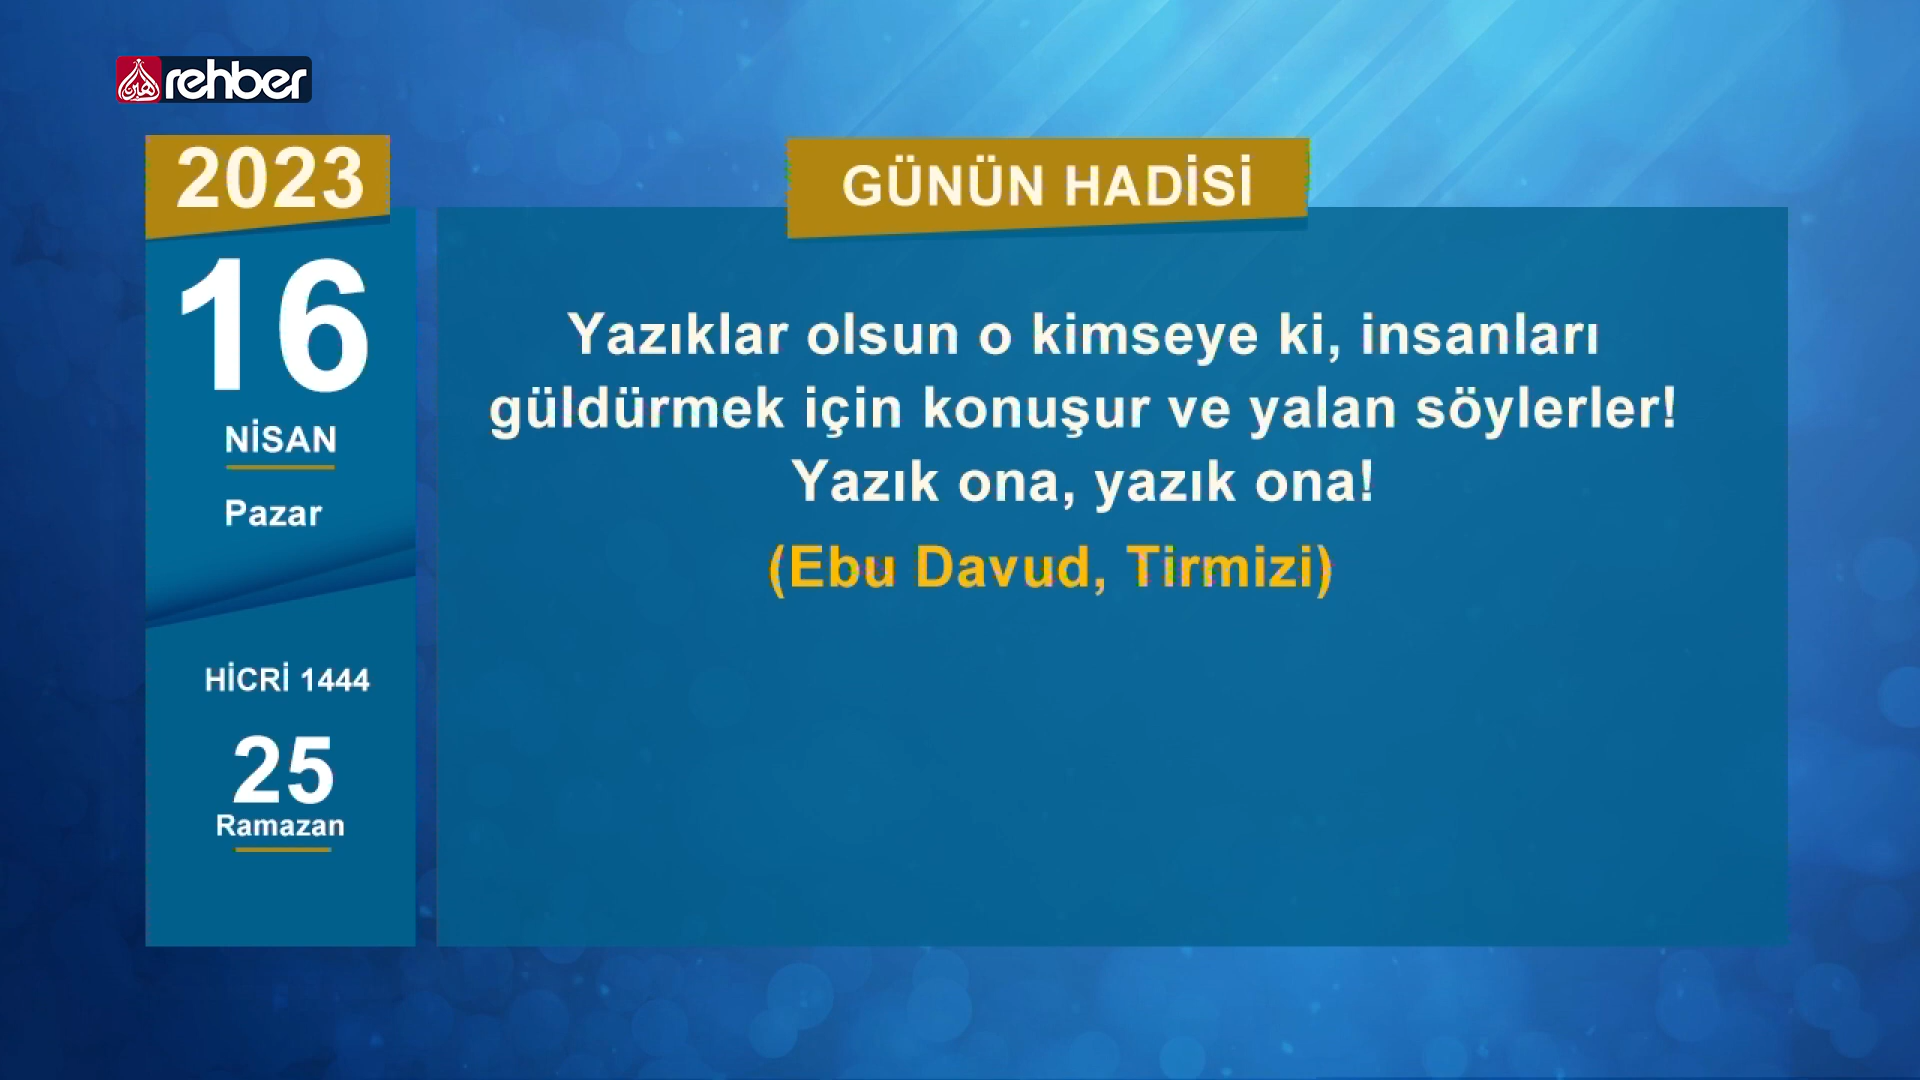 rehber
2023
16
NİSAN
Pazar
HİCRİ 1444
25
Ramazan
GÜNÜN HADİSİ
Yazıklar olsun o kimseye ki, insanları
güldürmek için konuşur ve yalan söylerler!
Yazık ona, yazık ona!
(Ebu Davud, Tirmizi)